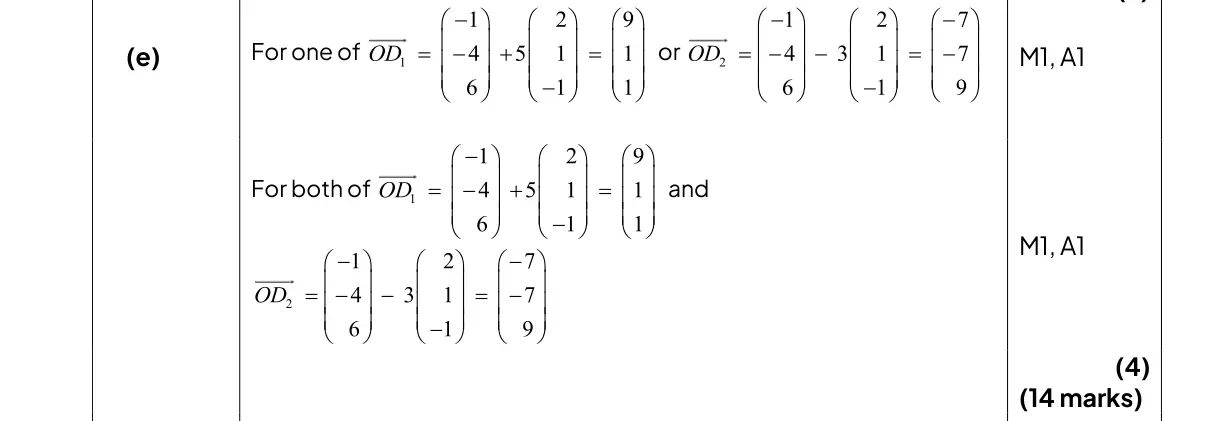 (e)
For one of $\overrightarrow{OD_1} = \begin{pmatrix} -1 \\ -4 \\ 6 \end{pmatrix} + 5\begin{pmatrix} 2 \\ 1 \\ -1 \end{pmatrix} = \begin{pmatrix} 9 \\ 1 \\ 1 \end{pmatrix}$ or $\overrightarrow{OD_2} = \begin{pmatrix} -1 \\ -4 \\ 6 \end{pmatrix} - 3\begin{pmatrix} 2 \\ 1 \\ -1 \end{pmatrix} = \begin{pmatrix} -7 \\ -7 \\ 9 \end{pmatrix}$ M1, A1
For both of $\overrightarrow{OD_1} = \begin{pmatrix} -1 \\ -4 \\ 6 \end{pmatrix} + 5\begin{pmatrix} 2 \\ 1 \\ -1 \end{pmatrix} = \begin{pmatrix} 9 \\ 1 \\ 1 \end{pmatrix}$ and
M1, A1
$\overrightarrow{OD_2} = \begin{pmatrix} -1 \\ -4 \\ 6 \end{pmatrix} - 3\begin{pmatrix} 2 \\ 1 \\ -1 \end{pmatrix} = \begin{pmatrix} -7 \\ -7 \\ 9 \end{pmatrix}$
(4)
(14 marks)